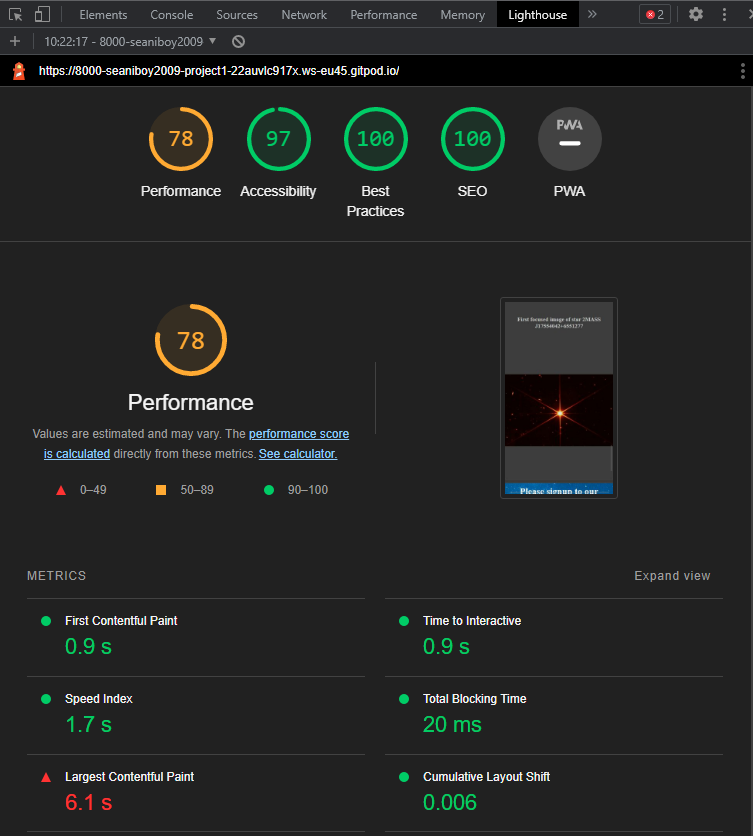 Elements Console Sources Network Performance Memory Lighthouse » 2
10:22:17 - 8000-seaniboy2009
https://8000-seaniboy2009-project1-22auvlc917x.ws-eu45.gitpod.io/
78 97 100 100 PWA
Performance Accessibility Best Practices SEO PWA
78
Performance
Values are estimated and may vary. The performance score
is calculated directly from these metrics. See calculator.
0–49 50–89 90–100
First focused image of star 2MASS
J17554042+6551277
Please signup to our
METRICS
Expand view
First Contentful Paint
0.9 s
Time to Interactive
0.9 s
Speed Index
1.7 s
Total Blocking Time
20 ms
Largest Contentful Paint
6.1 s
Cumulative Layout Shift
0.006